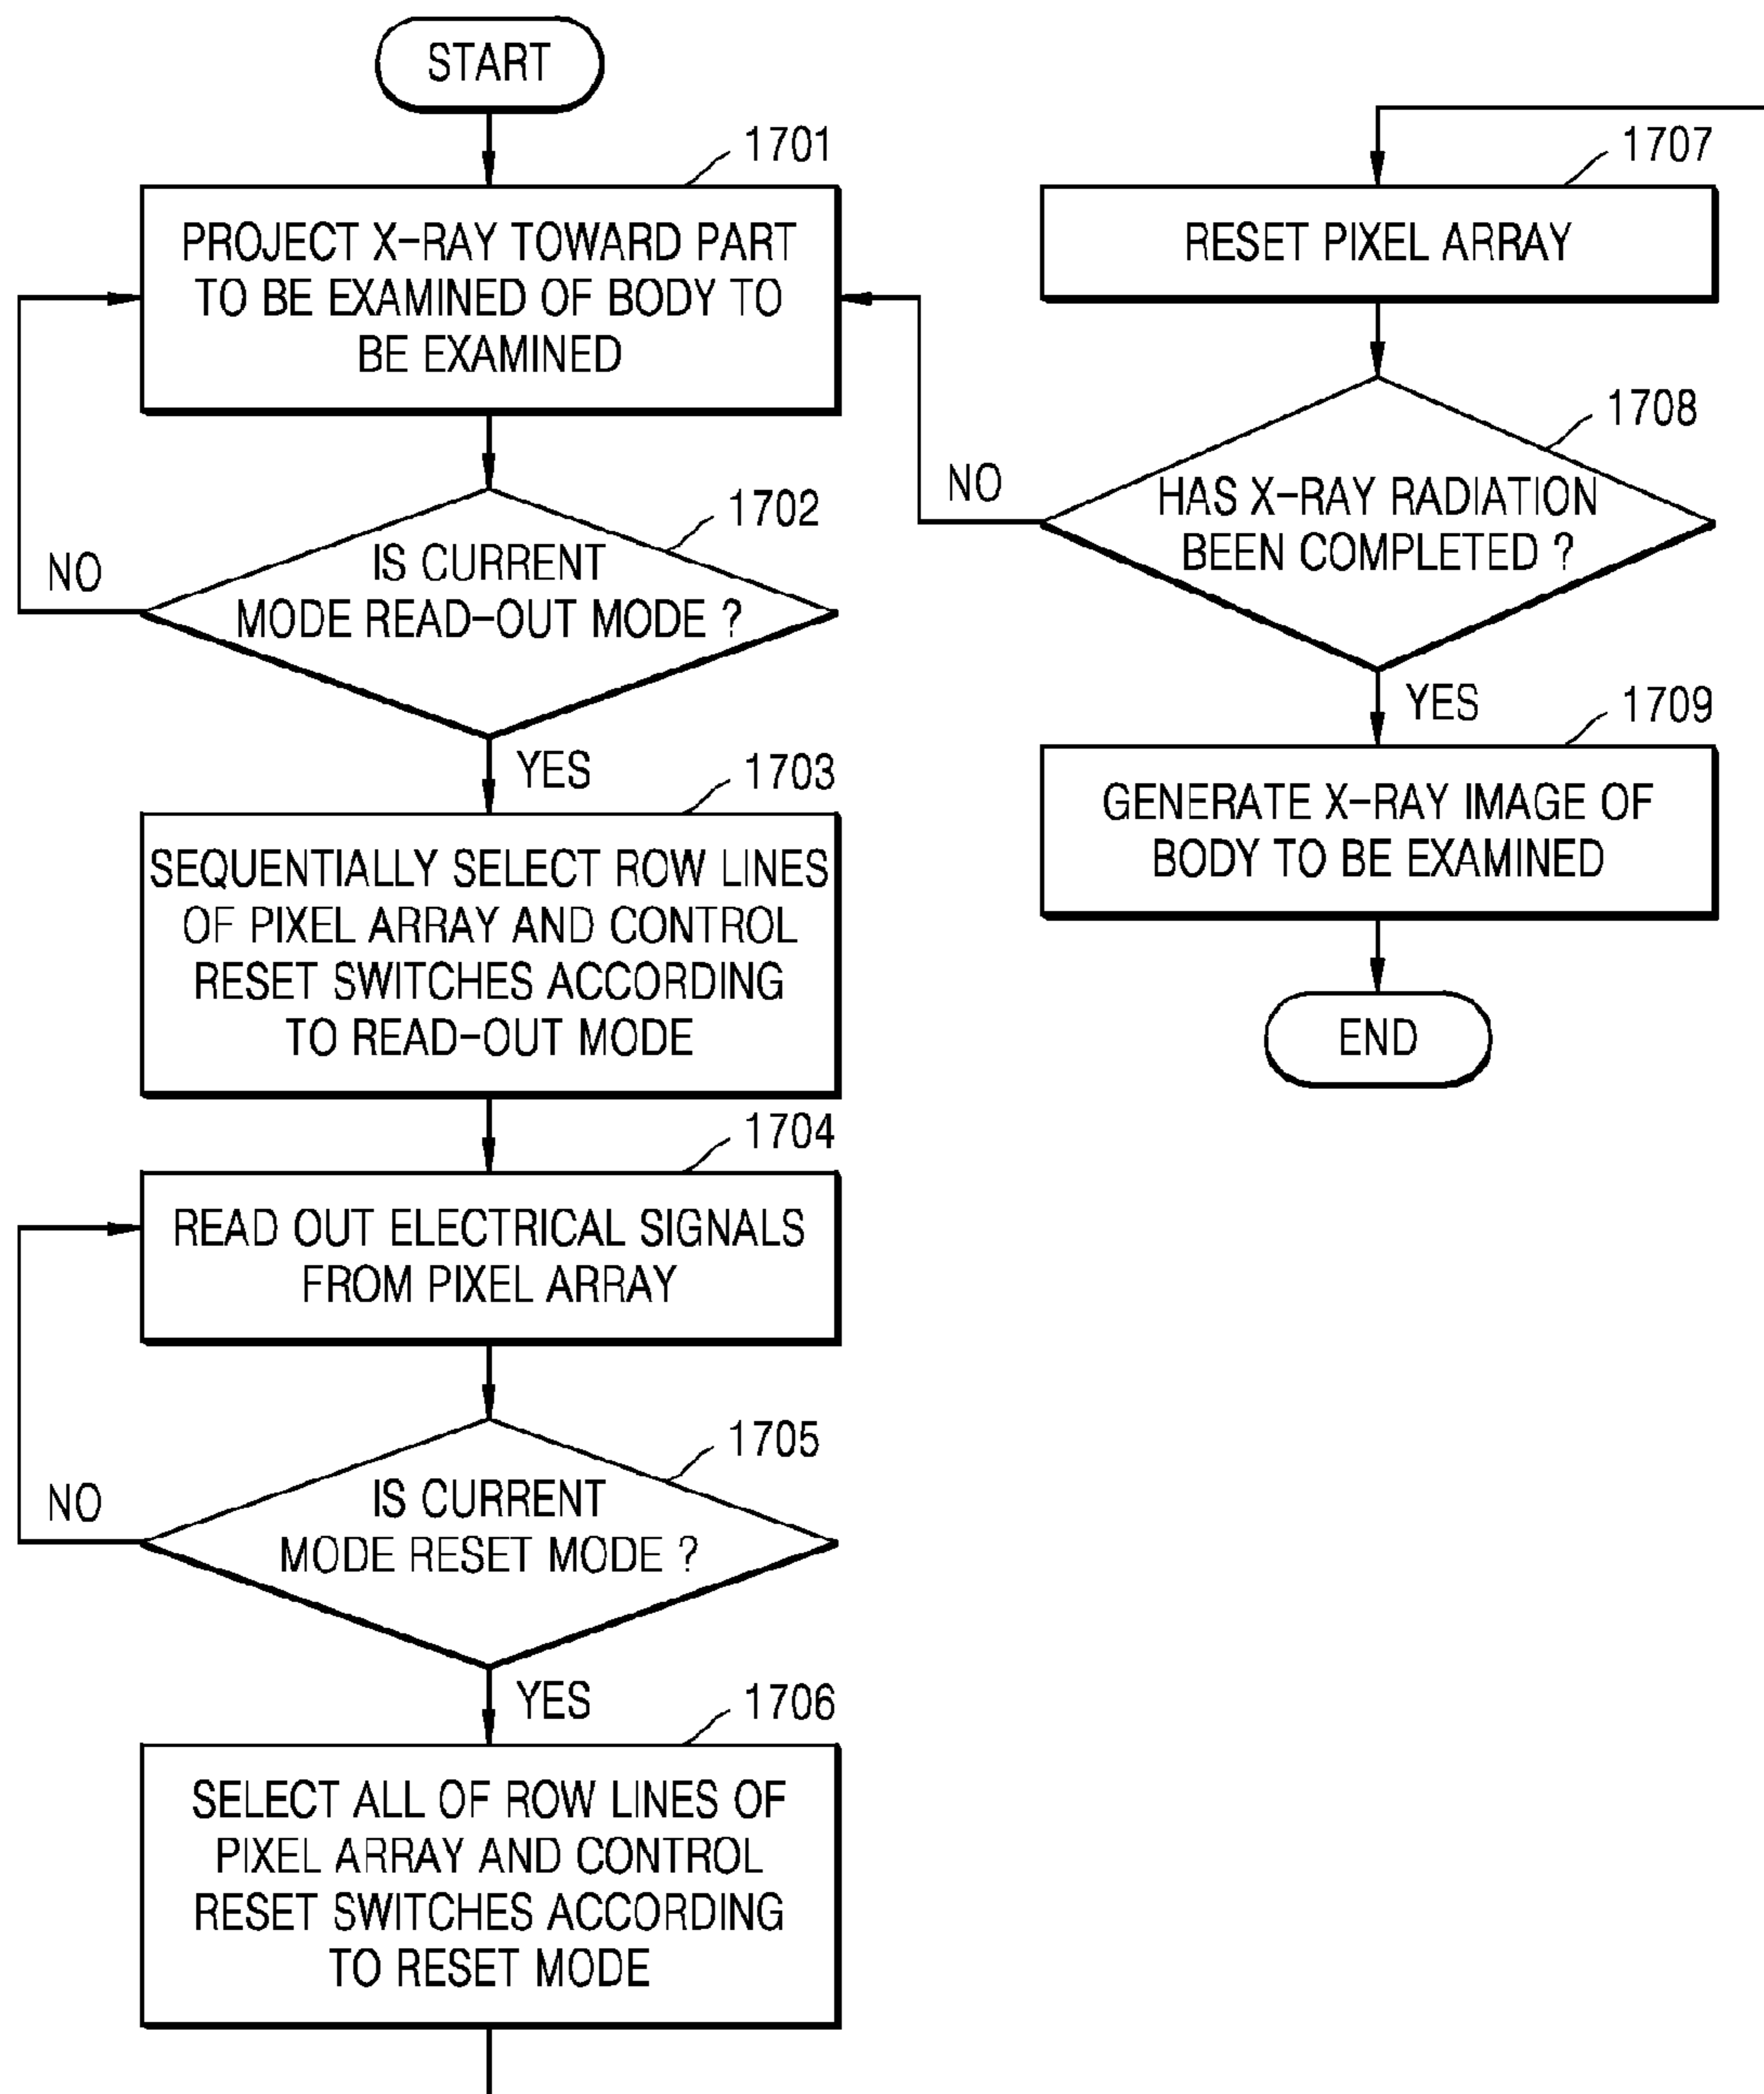 START
1701
PROJECT X-RAY TOWARD PART
TO BE EXAMINED OF BODY TO
BE EXAMINED
1702
IS CURRENT
MODE READ-OUT MODE ?
NO
YES
1703
SEQUENTIALLY SELECT ROW LINES
OF PIXEL ARRAY AND CONTROL
RESET SWITCHES ACCORDING
TO READ-OUT MODE
1704
READ OUT ELECTRICAL SIGNALS
FROM PIXEL ARRAY
1705
IS CURRENT
MODE RESET MODE ?
NO
YES
1706
SELECT ALL OF ROW LINES OF
PIXEL ARRAY AND CONTROL
RESET SWITCHES ACCORDING
TO RESET MODE
1707
RESET PIXEL ARRAY
1708
HAS X-RAY RADIATION
BEEN COMPLETED ?
NO
YES
1709
GENERATE X-RAY IMAGE OF
BODY TO BE EXAMINED
END